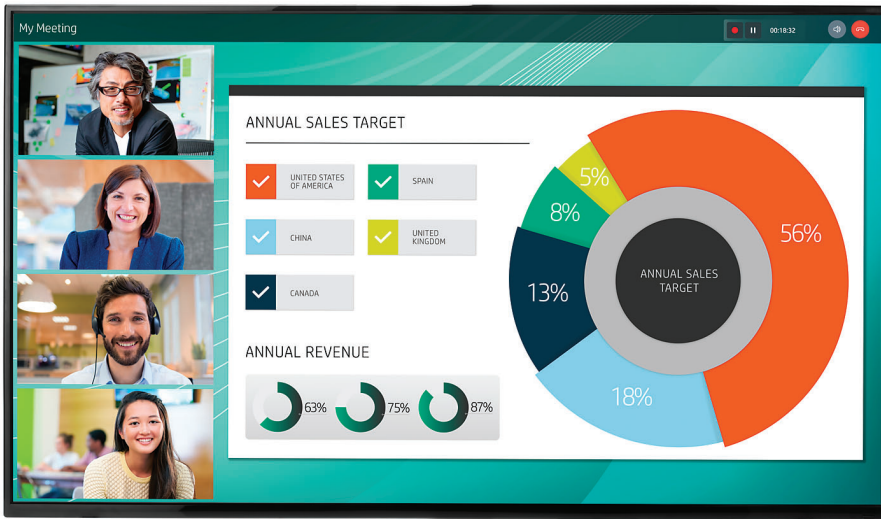 My Meeting
00:18:32
ANNUAL SALES TARGET
UNITED STATES
OF AMERICA
SPAIN
CHINA
UNITED
KINGDOM
CANADA
ANNUAL REVENUE
63%
75%
87%
5%
8%
13%
18%
56%
ANNUAL SALES
TARGET